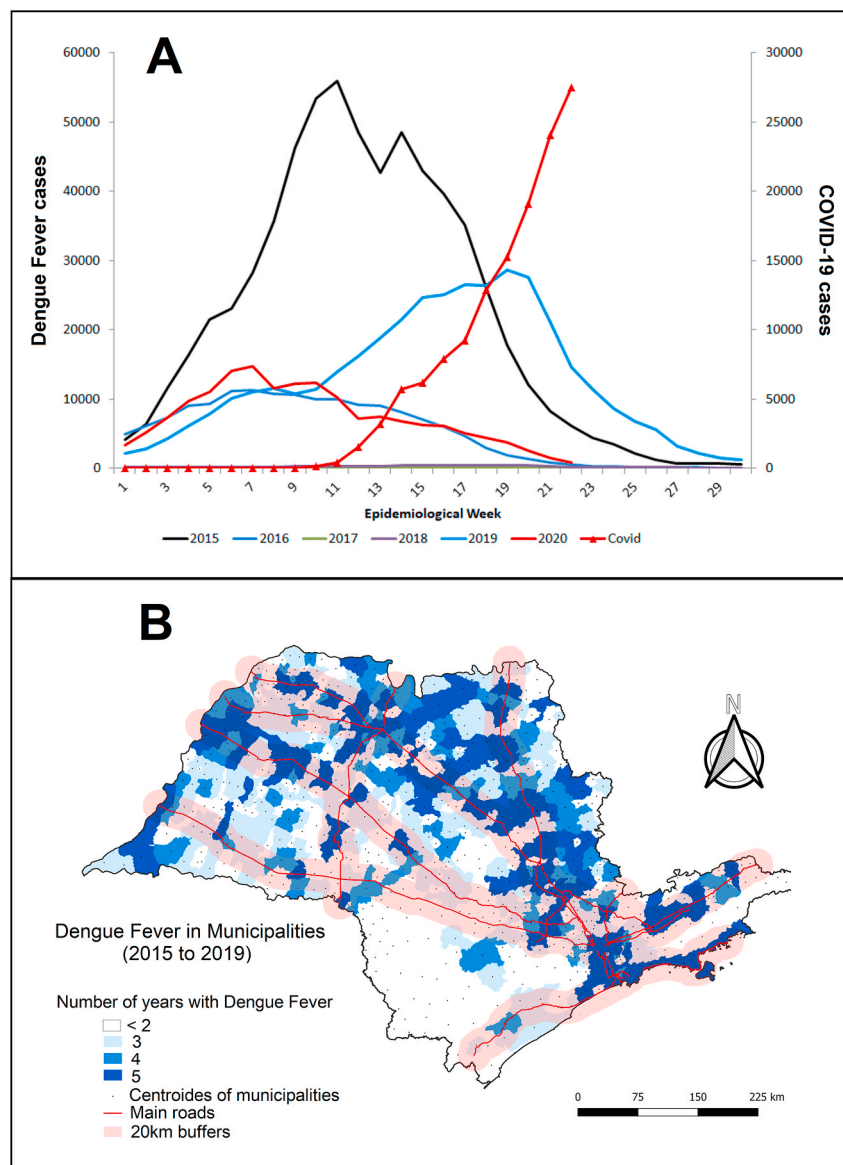 A
60000
50000
40000
30000
20000
10000
0
Dengue Fever cases
30000
25000
20000
15000
10000
5000
0
COVID-19 cases
1 3 5 7 9 11 13 15 17 19 21 23 25 27 29
Epidemiological Week
2015 2016 2017 2018 2019 2020 Covid
B
N
Dengue Fever in Municipalities
(2015 to 2019)
Number of years with Dengue Fever
< 2
3
4
5
Centroides of municipalities
Main roads
20km buffers
0 75 150 225 km